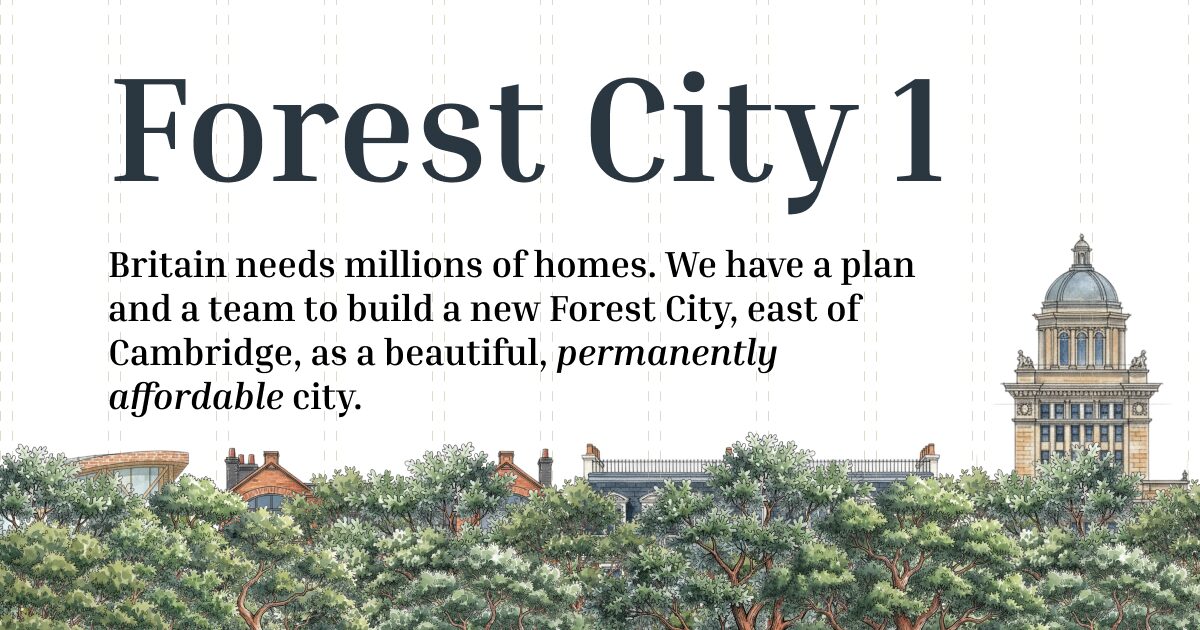 Forest City 1
Britain needs millions of homes. We have a plan
and a team to build a new Forest City, east of
Cambridge, as a beautiful, permanently
affordable city.